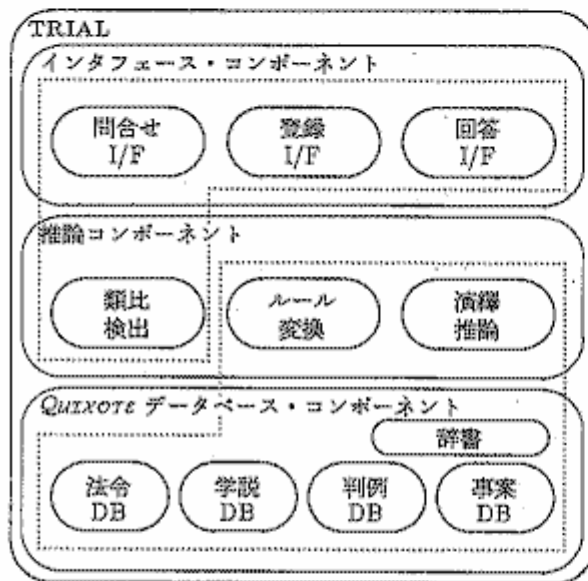 TRIAL
インタフェース・コンポーネント
問合せ
I/F
登録
I/F
回答
I/F
推論コンポーネント
類比
検出
ルール
変換
演繹
推論
QUIXOTE データベース・コンポーネント
辞書
法令
DB
学説
DB
判例
DB
事案
DB